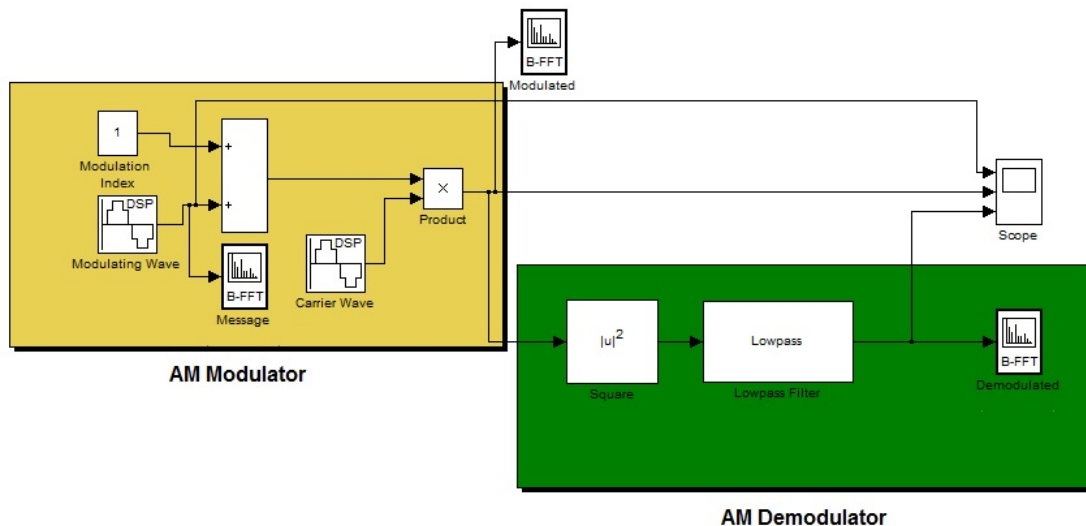 B-FFT
Modulated
1
+
Modulation
Index
DSP
+
Modulating Wave
B-FFT
Message
DSP
Carrier Wave
×
Product
Scope
AM Modulator
|u|²
Square
Lowpass
Lowpass Filter
B-FFT
Demodulated
AM Demodulator